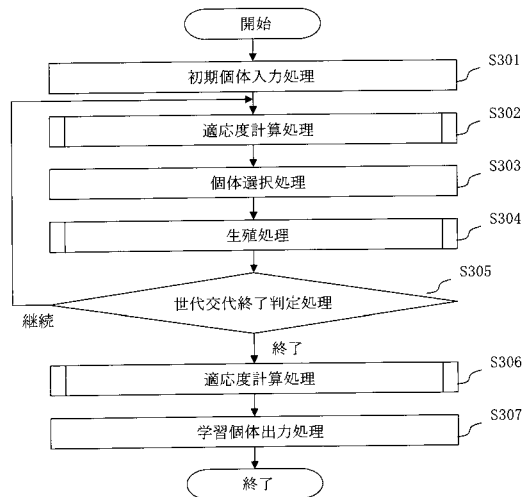 開始
S301
初期個体入力処理
S302
適応度計算処理
S303
個体選択処理
S304
生殖処理
S305
世代交代終了判定処理
継続
終了
S306
適応度計算処理
S307
学習個体出力処理
終了